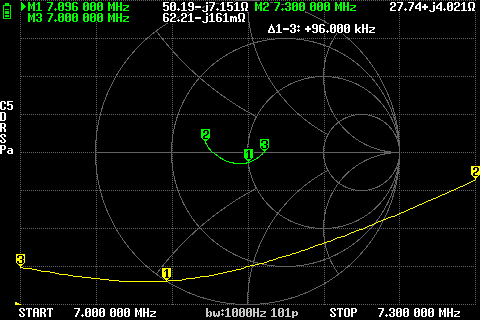 M1 7.096 000 MHz 50.19-j7.151Ω M2 7:300 000 MHz 27.74+j4.021Ω
M3 7.000 000 MHz 62.21-j161mΩ
Δ1-3: +96.000 kHz
C5
D
R
S
Pa
2
1
3
2
3
1
START 7.000 000 MHz bw:1000Hz 101p STOP 7.300 000 MHz